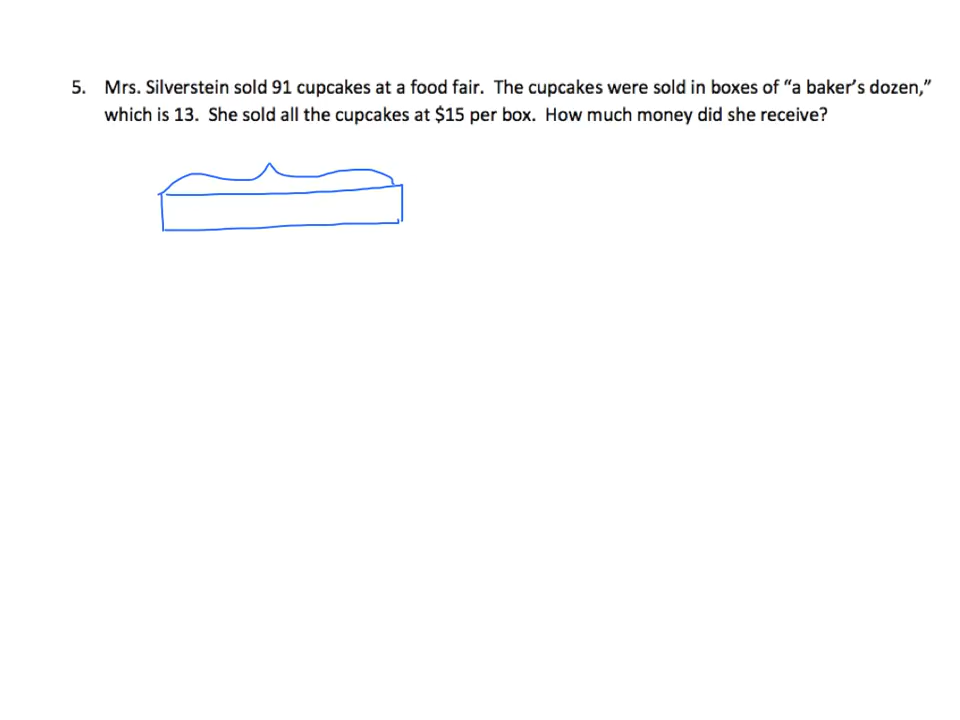 5. Mrs. Silverstein sold 91 cupcakes at a food fair. The cupcakes were sold in boxes of “a baker’s dozen,”
which is 13. She sold all the cupcakes at $15 per box. How much money did she receive?